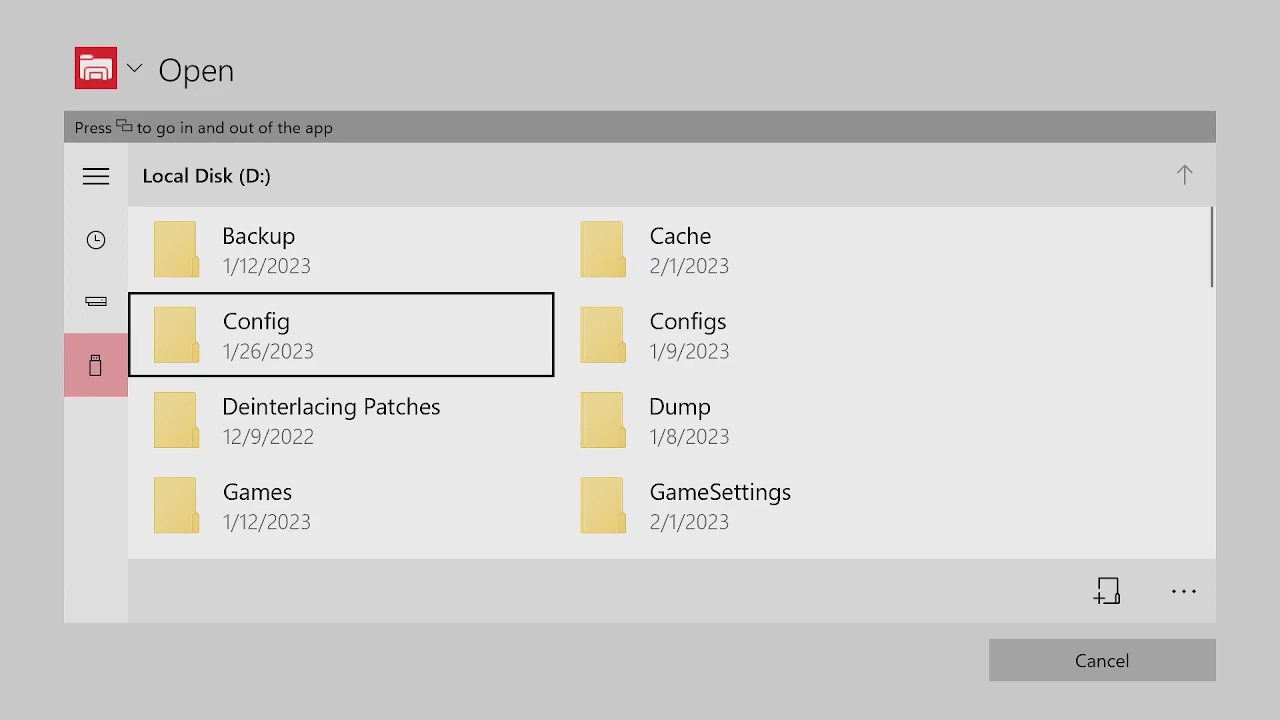 Open
Press to go in and out of the app
Local Disk (D:)
Backup
1/12/2023
Cache
2/1/2023
Config
1/26/2023
Configs
1/9/2023
Deinterlacing Patches
12/9/2022
Dump
1/8/2023
Games
1/12/2023
GameSettings
2/1/2023
Cancel